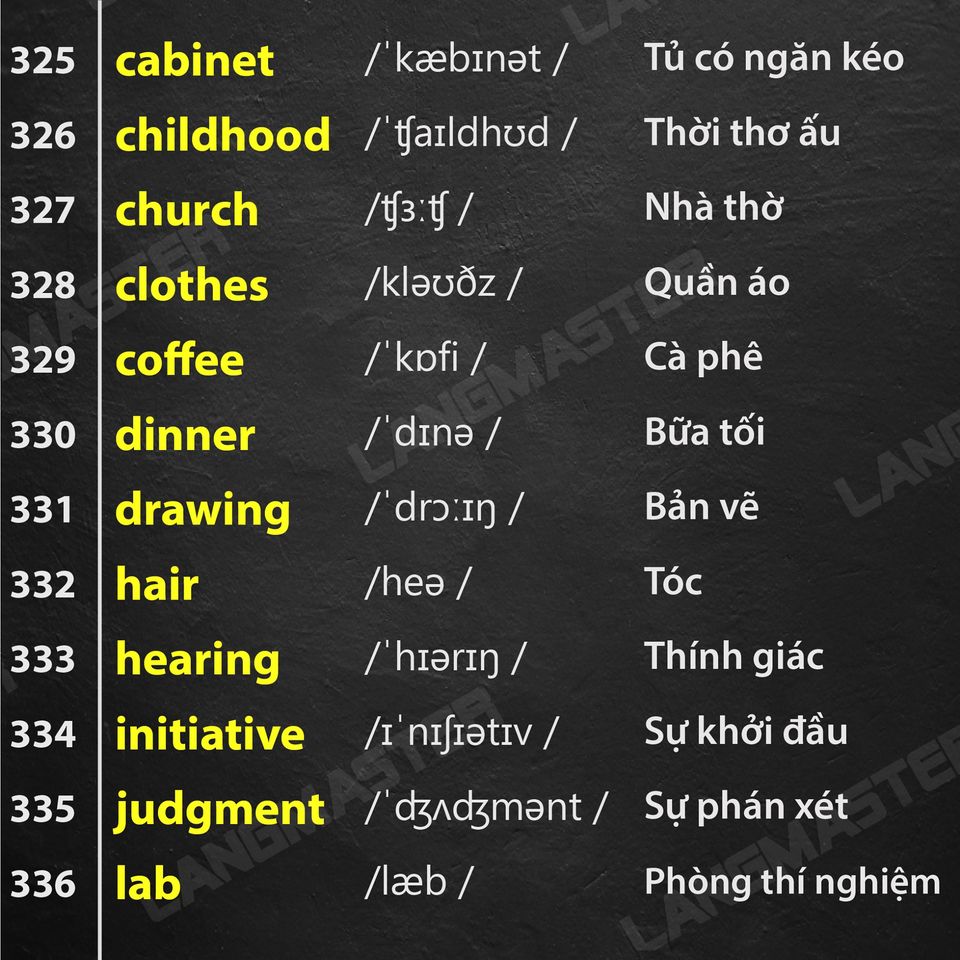 325 cabinet /ˈkæbɪnət / Tủ có ngăn kéo
326 childhood /ˈʧaɪldhʊd / Thời thơ ấu
327 church /ʧɜːʧ / Nhà thờ
328 clothes /kləʊðz / Quần áo
329 coffee /ˈkɒfi / Cà phê
330 dinner /ˈdɪnə / Bữa tối
331 drawing /ˈdrɔːɪŋ / Bản vẽ
332 hair /heə / Tóc
333 hearing /ˈhɪərɪŋ / Thính giác
334 initiative /ɪˈnɪʃɪətɪv / Sự khởi đầu
335 judgment /ˈʤʌʤmənt / Sự phán xét
336 lab /læb / Phòng thí nghiệm
LANGMASTER